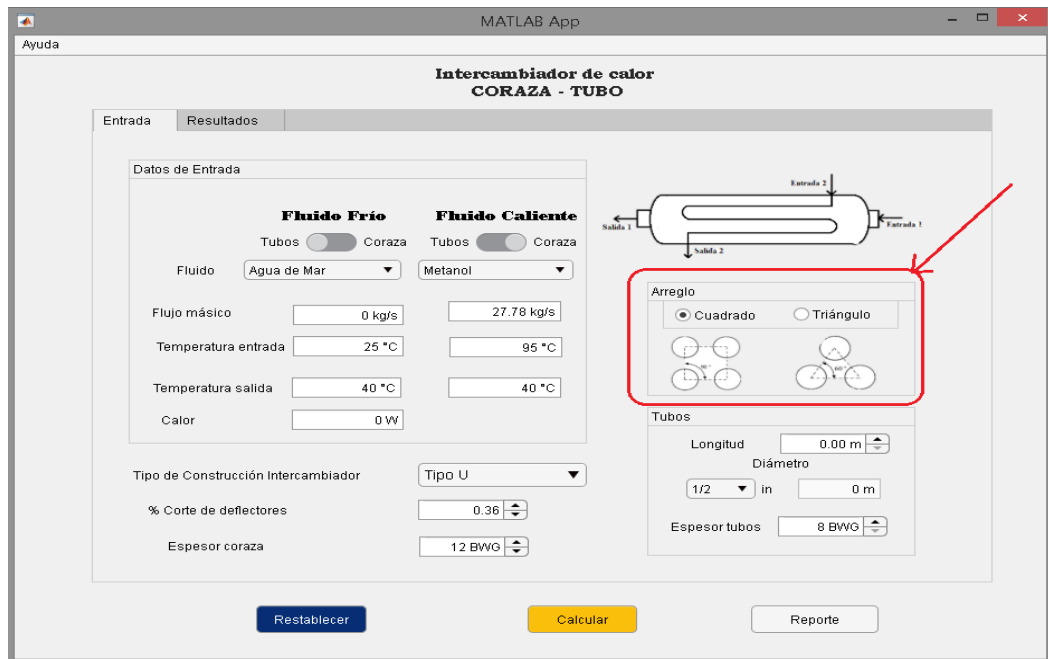 MATLAB App
Ayuda
Intercambiador de calor
CORAZA - TUBO
Entrada Resultados
Datos de Entrada
Fluido Frío Fluido Caliente
Tubos Coraza Tubos Coraza
Fluido Agua de Mar Metanol
Flujo másico 0 kg/s 27.78 kg/s
Temperatura entrada 25 °C 95 °C
Temperatura salida 40 °C 40 °C
Calor 0 W
Tipo de Construcción Intercambiador Tipo U
% Corte de deflectores 0.36
Espesor coraza 12 BWG
Entrada 2
Salida 1
Entrada 1
Salida 2
Arreglo
Cuadrado Triángulo
90° 60°
Tubos
Longitud 0.00 m
Diámetro
1/2 in 0 m
Espesor tubos 8 BWG
Restablecer Calcular Reporte